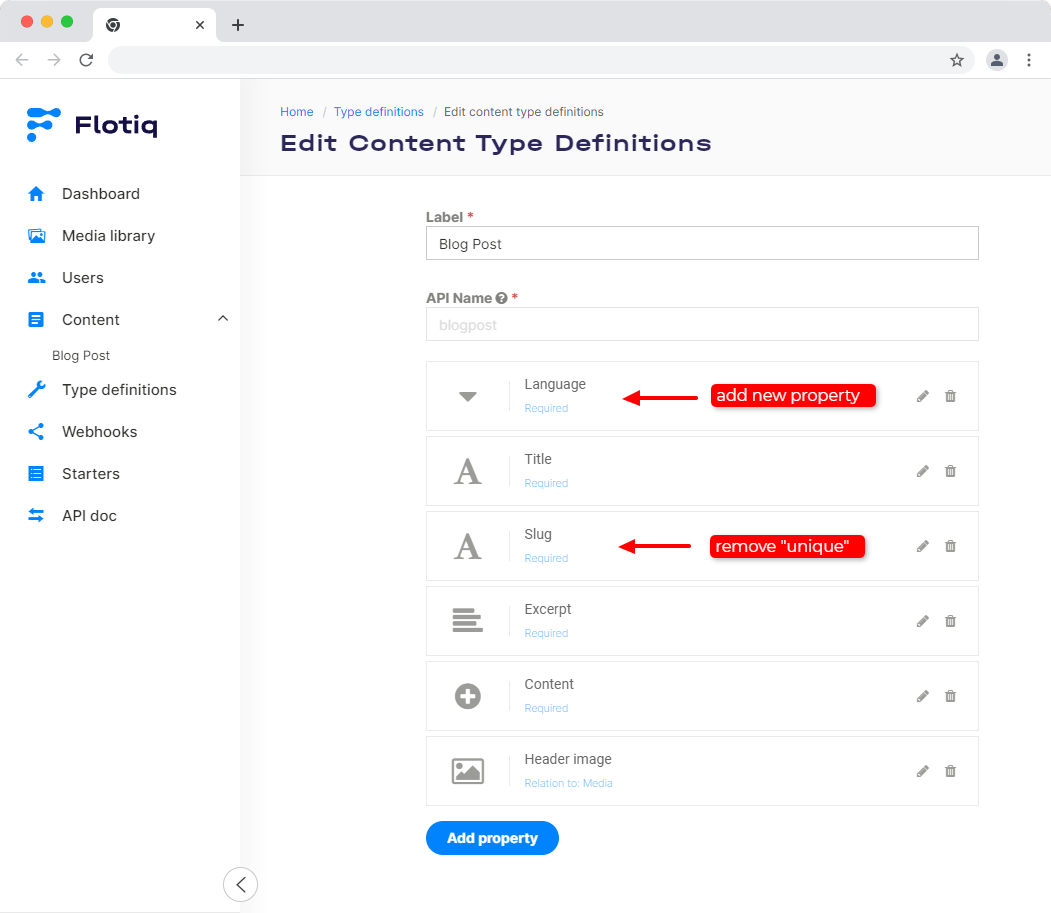 Flotiq
Dashboard
Media library
Users
Content
Blog Post
Type definitions
Webhooks
Starters
API doc
Home / Type definitions / Edit content type definitions
Edit Content Type Definitions
Label *
Blog Post
API Name ? *
blogpost
Language
Required
add new property
Title
Required
Slug
Required
remove "unique"
Excerpt
Required
Content
Required
Header image
Relation to: Media
Add property